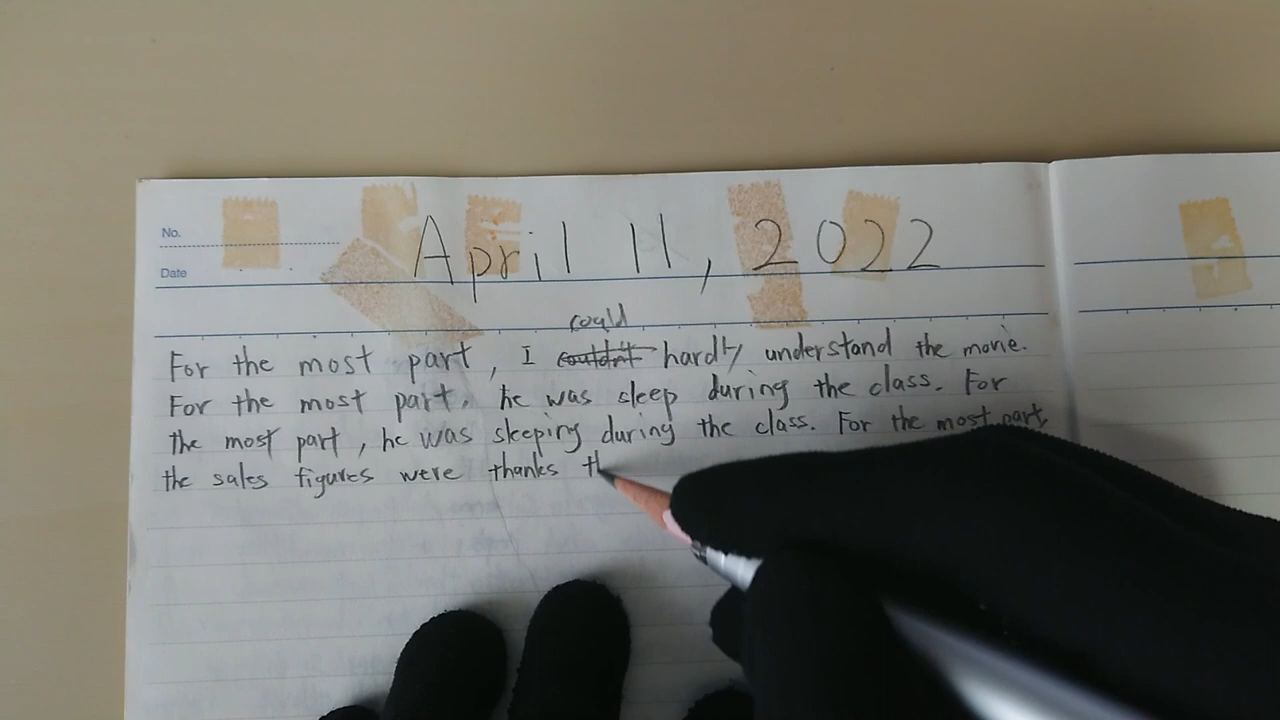 No.
April 11, 2022
Date
could
For the most part, I couldn't hardly understand the movie.
For the most part, he was sleep during the class. For
the most part, he was sleeping during the class. For the most part,
the sales figures were thanks th